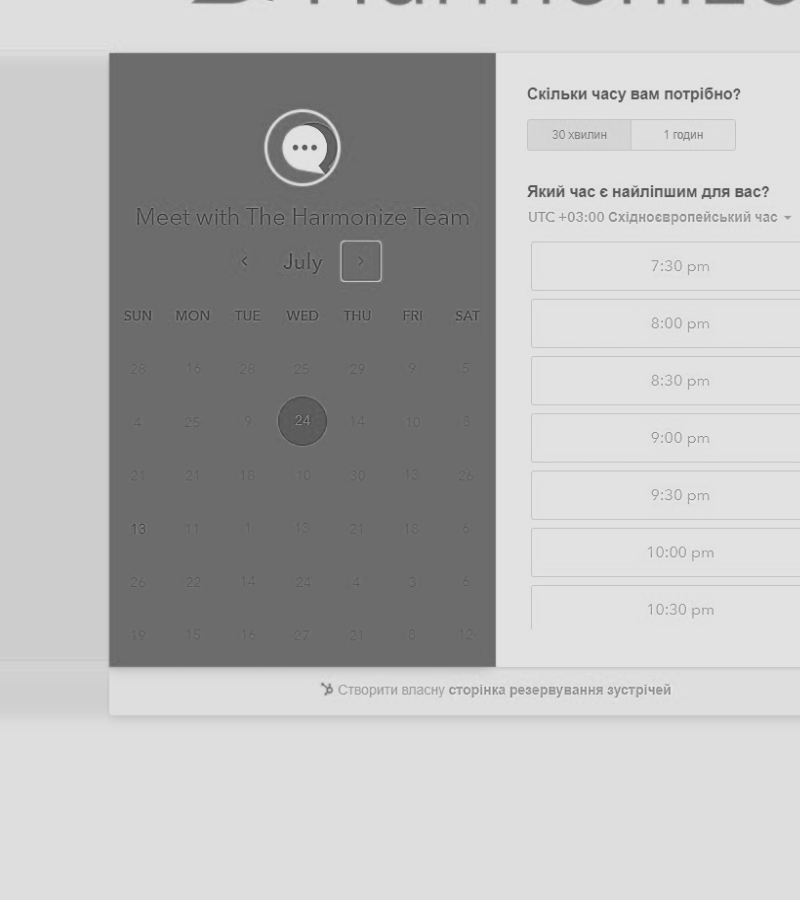 Harmonize
Meet with The Harmonize Team
July
SUN MON TUE WED THU FRI SAT
28 16 28 25 29 9 5
4 25 9 24 14 10 8
21 21 18 10 30 13 26
13 11 1 13 21 18 6
26 22 14 24 4 3 6
19 15 16 27 21 8 12
Скільки часу вам потрібно?
30 хвилин 1 годин
Який час є найліпшим для вас?
UTC +03:00 Східноєвропейський час
7:30 pm
8:00 pm
8:30 pm
9:00 pm
9:30 pm
10:00 pm
10:30 pm
Створити власну сторінка резервування зустрічей